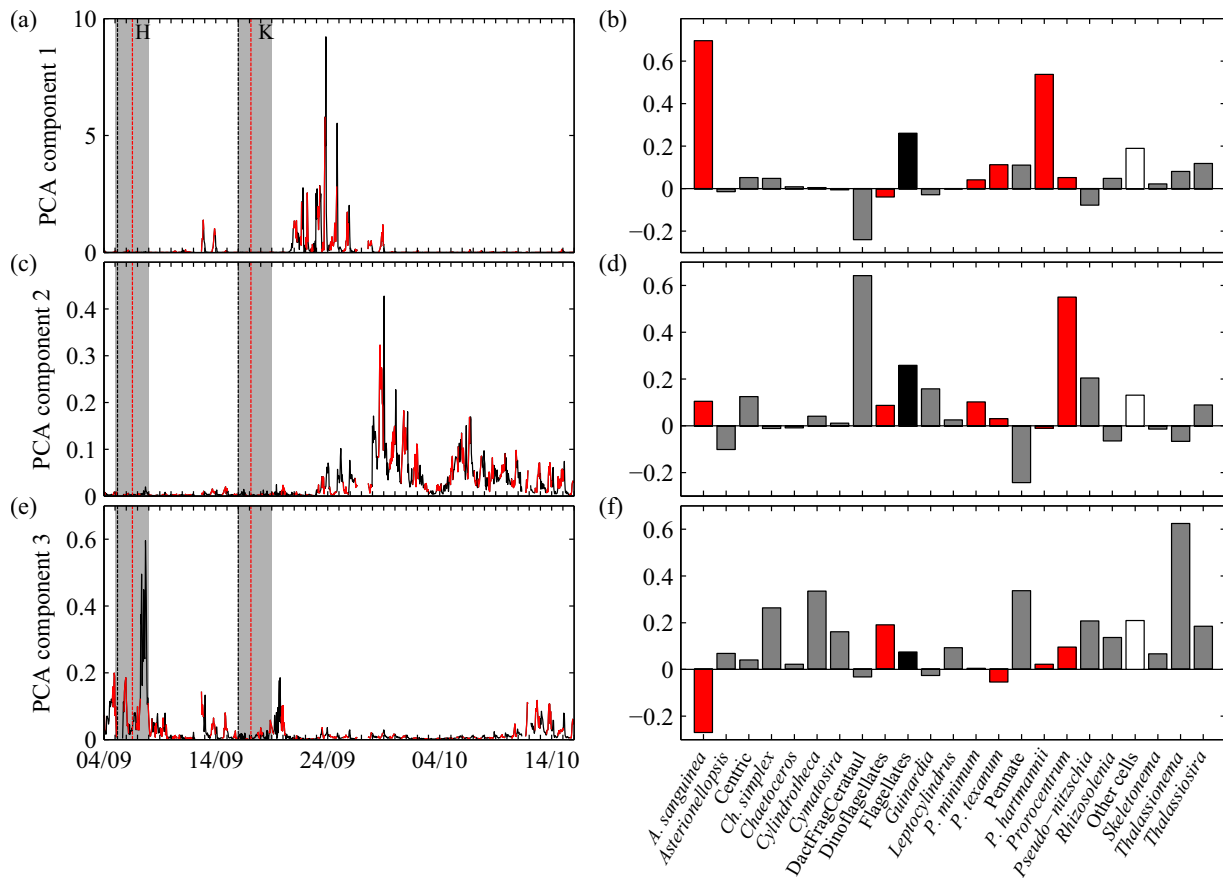 (a)
PCA component 1
10
5
0
H
K
(b)
0.6
0.4
0.2
0
−0.2
(c)
PCA component 2
0.4
0.3
0.2
0.1
0
(d)
0.6
0.4
0.2
0
−0.2
(e)
PCA component 3
0.6
0.4
0.2
0
04/09
14/09
24/09
04/10
14/10
(f)
0.6
0.4
0.2
0
−0.2
A. sanguinea
Asterionellopsis
Centric
Ch. simplex
Chaetoceros
Cylindrotheca
Cymatosira
DactFragCerataul
Dinoflagellates
Flagellates
Guinardia
Leptocylindrus
P. minimum
P. texanum
Pennate
P. hartmannii
Prorocentrum
Pseudo−nitzschia
Rhizosolenia
Other cells
Skeletonema
Thalassionema
Thalassiosira